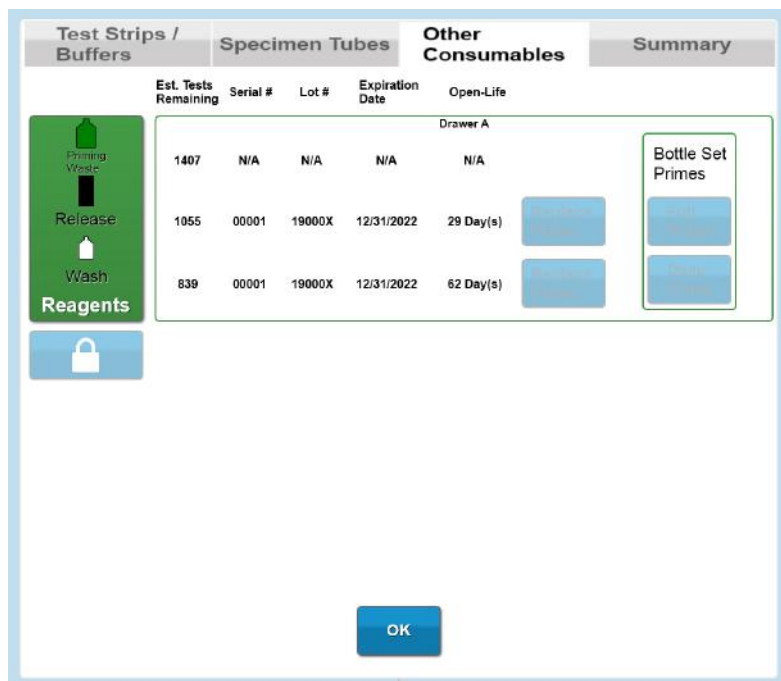 Test Strips /
Buffers
Specimen Tubes
Other
Consumables
Summary
Est. Tests
Remaining
Serial #
Lot #
Expiration
Date
Open-Life
Drawer A
Priming
Waste
1407 N/A N/A N/A N/A
Bottle Set
Primes
Release
1055 00001 19000X 12/31/2022 29 Day(s)
Wash
839 00001 19000X 12/31/2022 62 Day(s)
Reagents
OK